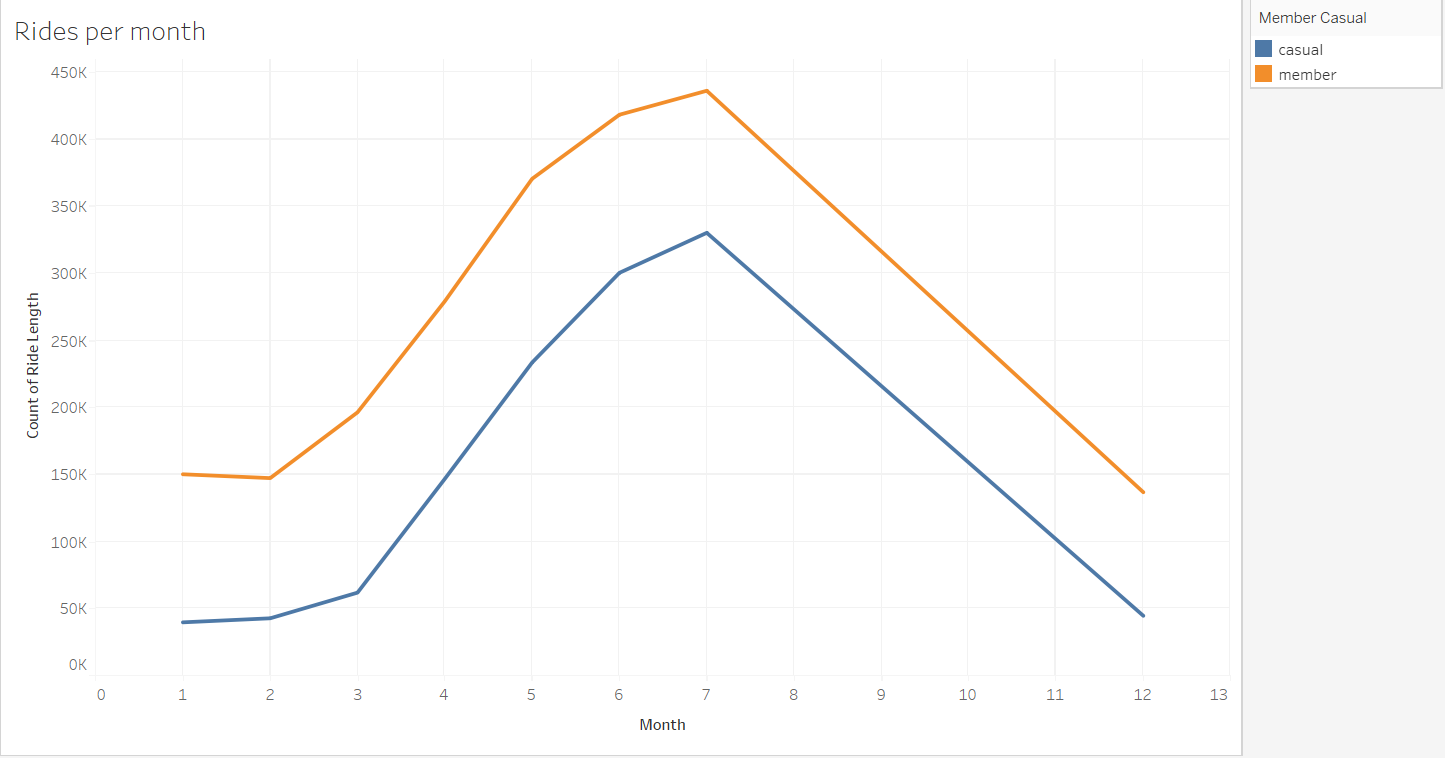 Rides per month
Member Casual
casual
member
450K
400K
350K
300K
250K
200K
150K
100K
50K
0K
Count of Ride Length
0 1 2 3 4 5 6 7 8 9 10 11 12 13
Month